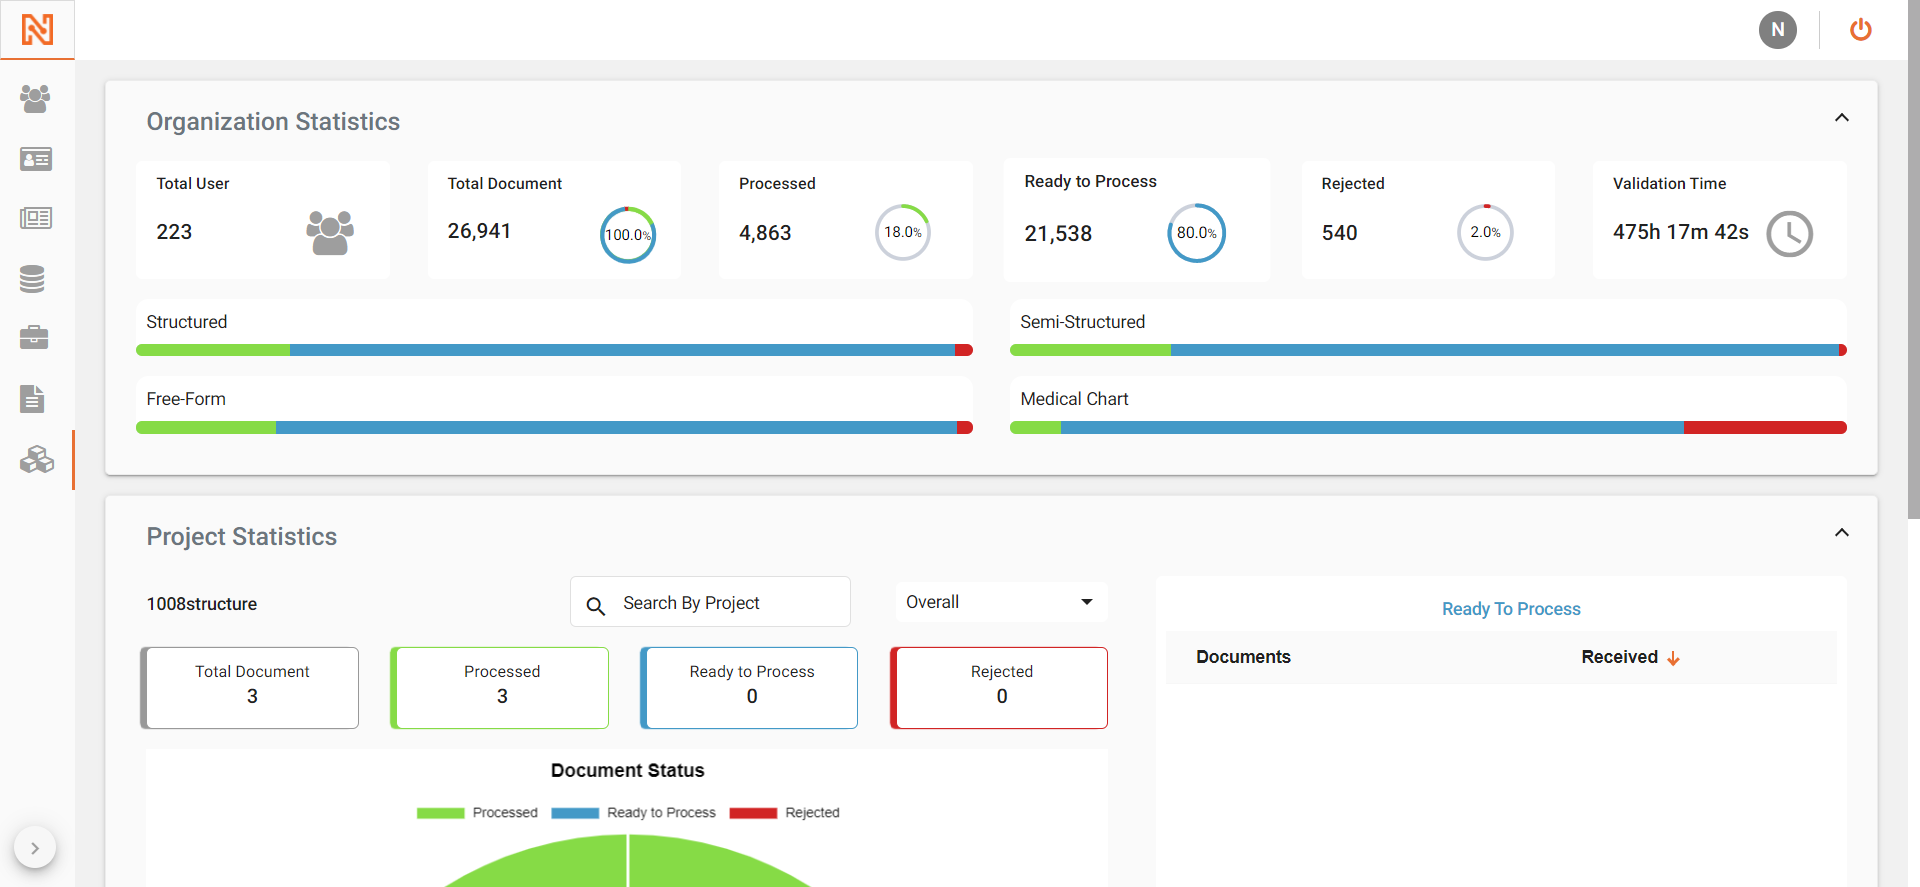 N
Organization Statistics
Total User
223
Total Document
26,941
100.0%
Processed
4,863
18.0%
Ready to Process
21,538
80.0%
Rejected
540
2.0%
Validation Time
475h 17m 42s
Structured
Semi-Structured
Free-Form
Medical Chart
Project Statistics
1008structure
Search By Project
Overall
Total Document
3
Processed
3
Ready to Process
0
Rejected
0
Document Status
Processed Ready to Process Rejected
Ready To Process
Documents Received